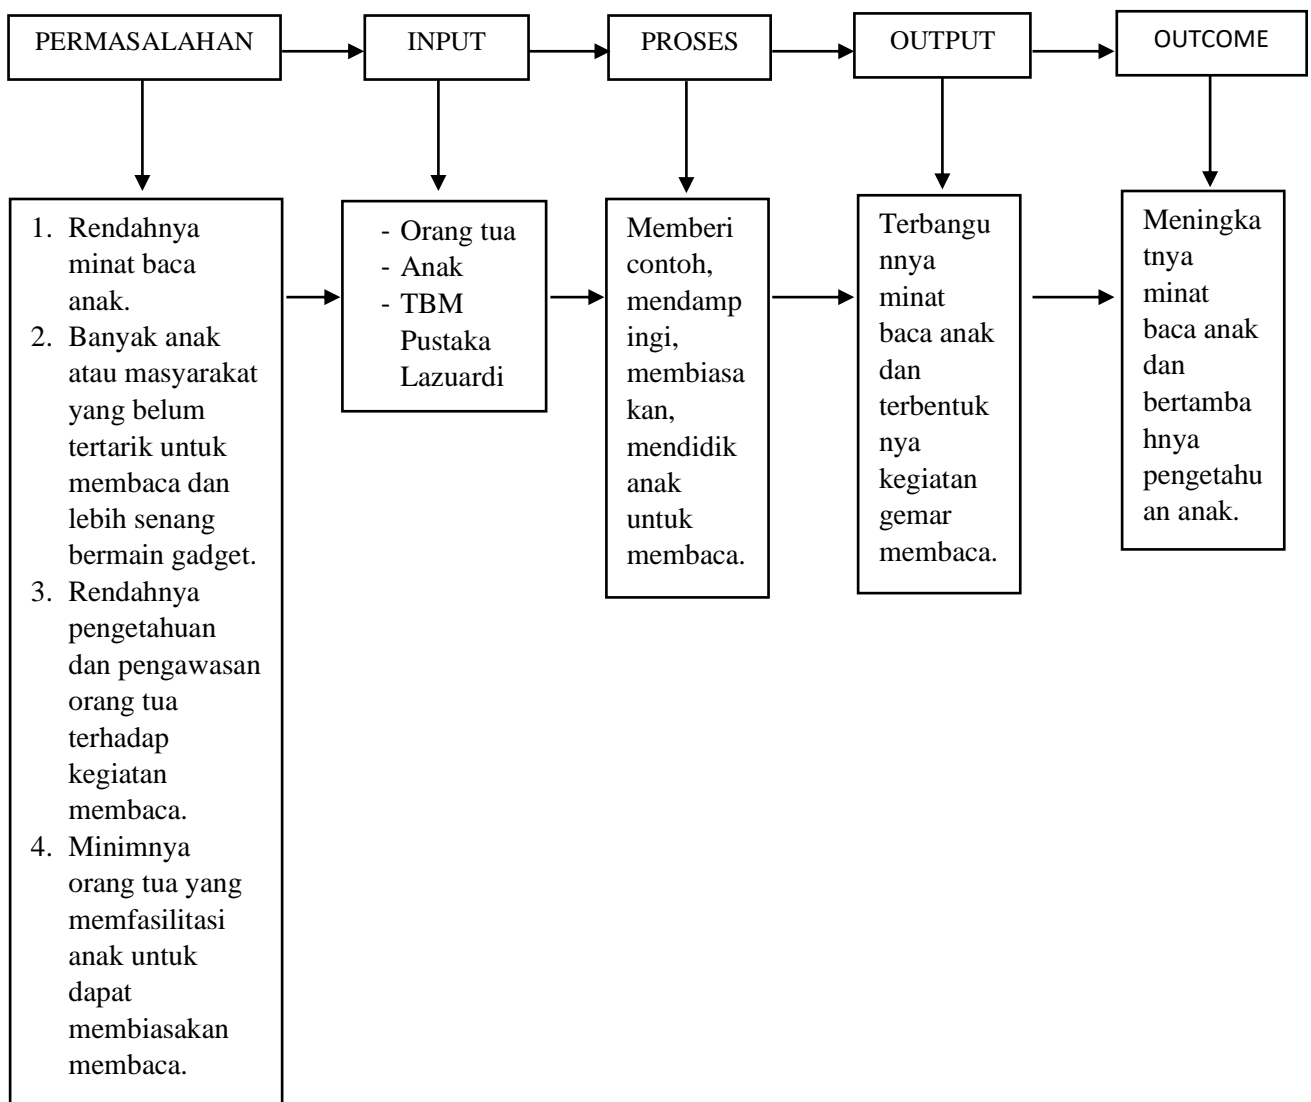 PERMASALAHAN
INPUT
PROSES
OUTPUT
OUTCOME
1. Rendahnya
minat baca
anak.
2. Banyak anak
atau masyarakat
yang belum
tertarik untuk
membaca dan
lebih senang
bermain gadget.
3. Rendahnya
pengetahuan
dan pengawasan
orang tua
terhadap
kegiatan
membaca.
4. Minimnya
orang tua yang
memfasilitasi
anak untuk
dapat
membiasakan
membaca.
- Orang tua
- Anak
- TBM
Pustaka
Lazuardi
Memberi
contoh,
mendamp
ingi,
membiasa
kan,
mendidik
anak
untuk
membaca.
Terbangu
nnya
minat
baca anak
dan
terbentuk
nya
kegiatan
gemar
membaca.
Meningka
tnya
minat
baca anak
dan
bertamba
hnya
pengetahu
an anak.